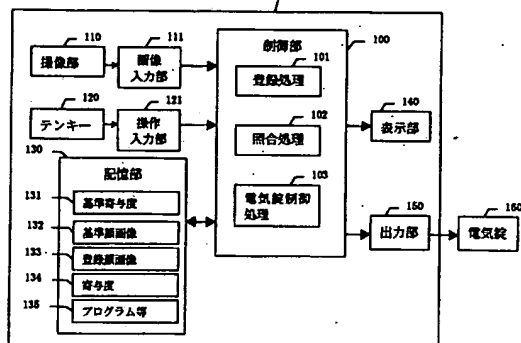 110
撮像部
111
画像
入力部
120
テンキー
121
操作
入力部
130
記憶部
131
基準寄与度
132
基準顔画像
133
登録顔画像
134
寄与度
135
プログラム等
制御部
100
101
登録処理
102
照合処理
103
電気錠制御
処理
140
表示部
150
出力部
160
電気錠